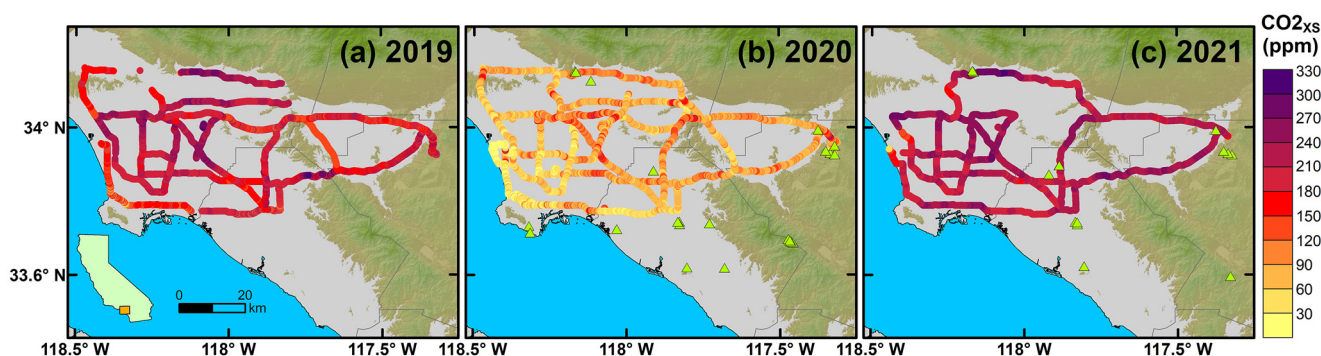 (a) 2019
(b) 2020
(c) 2021
CO2XS
(ppm)
330
300
270
240
210
180
150
120
90
60
30
34° N
33.6° N
0 20
km
118.5° W 118° W 117.5° W
118.5° W 118° W 117.5° W
118.5° W 118° W 117.5° W